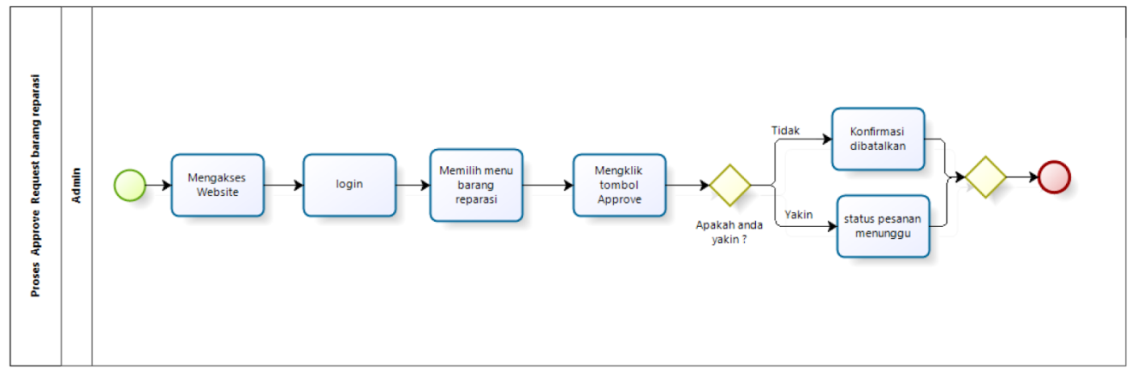 Proses Approve Request barang reparasi
Admin
Mengakses
Website
login
Memilih menu
barang
reparasi
Mengklik
tombol
Approve
Apakah anda
yakin ?
Tidak
Konfirmasi
dibatalkan
Yakin
status pesanan
menunggu